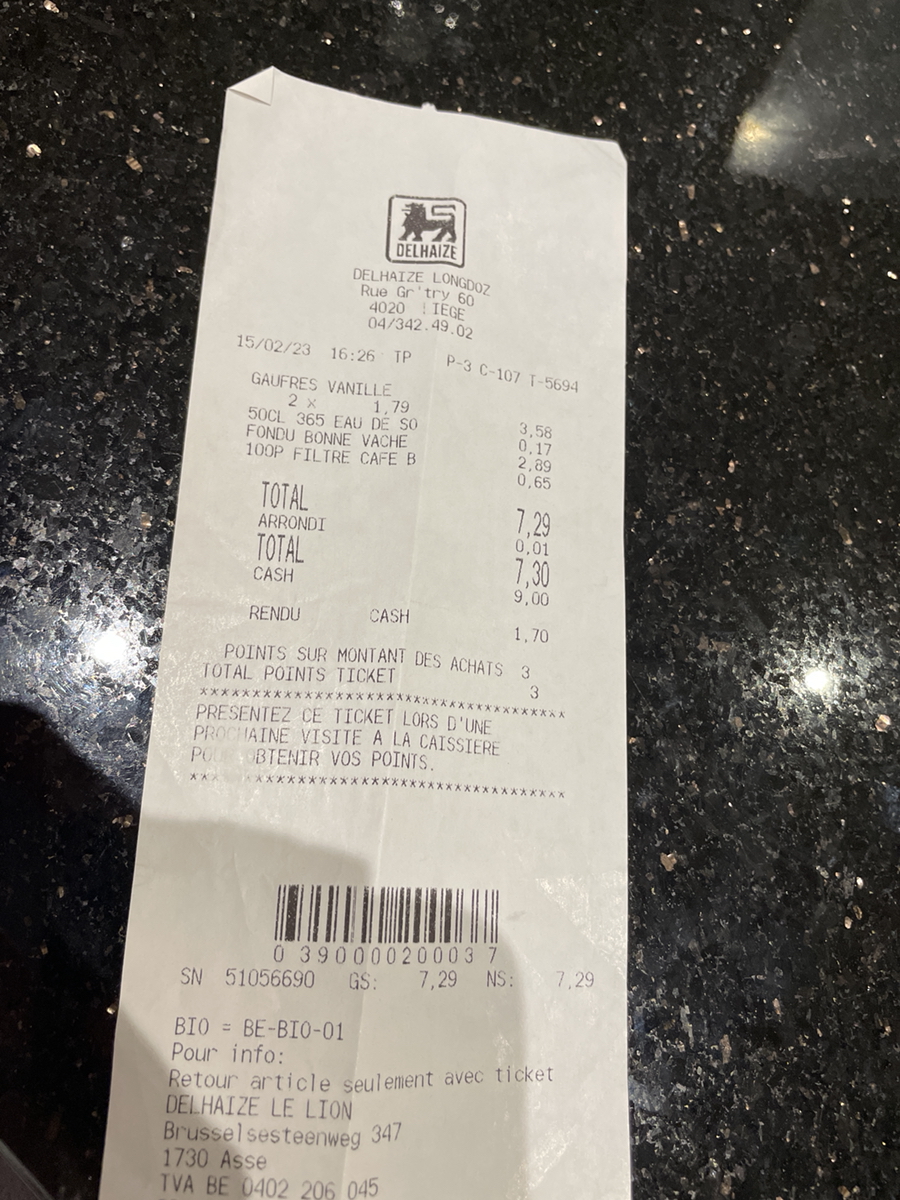 DELHAIZE
DELHAIZE LONGDOZ
Rue Gr'try 60
4020 IEGE
04/342.49.02
15/02/23 16:26 TP P-3 C-107 T-5694
GAUFRES VANILLE
2 x 1,79 3,58
50CL 365 EAU DE SO 0,17
FONDU BONNE VACHE 2,89
100P FILTRE CAFE B 0,65
TOTAL 7,29
ARRONDI 0,01
TOTAL 7,30
CASH 9,00
RENDU CASH 1,70
POINTS SUR MONTANT DES ACHATS 3
TOTAL POINTS TICKET 3
************************************
PRESENTEZ CE TICKET LORS D'UNE
PROCHAINE VISITE A LA CAISSIERE
POUR OBTENIR VOS POINTS.
************************************
0 39000020003 7
SN 51056690 GS: 7,29 NS: 7,29
BIO = BE-BIO-01
Pour info:
Retour article seulement avec ticket
DELHAIZE LE LION
Brusselsesteenweg 347
1730 Asse
TVA BE 0402 206 045